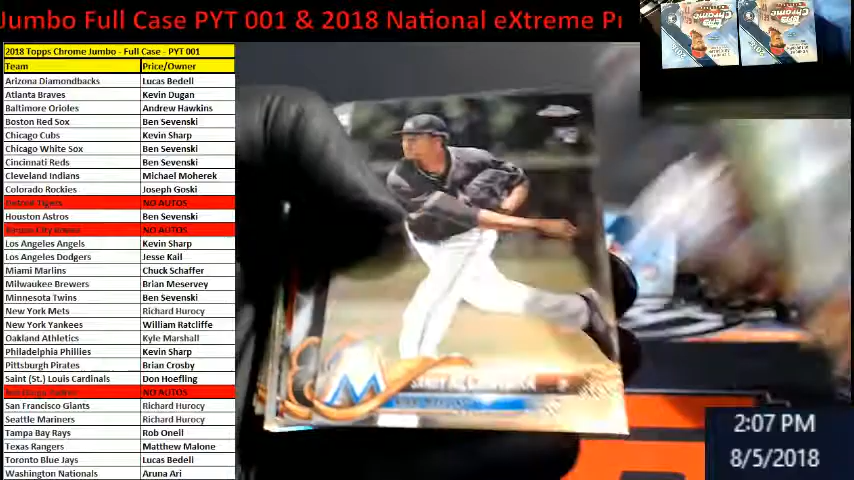 Jumbo Full Case PYT 001 & 2018 National eXtreme
2018 Topps Chrome Jumbo - Full Case - PYT 001
Team Price/Owner
Arizona Diamondbacks Lucas Bedell
Atlanta Braves Kevin Dugan
Baltimore Orioles Andrew Hawkins
Boston Red Sox Ben Sevenski
Chicago Cubs Kevin Sharp
Chicago White Sox Ben Sevenski
Cincinnati Reds Ben Sevenski
Cleveland Indians Michael Moherek
Colorado Rockies Joseph Goski
Detroit Tigers NO AUTOS
Houston Astros Ben Sevenski
Kansas City Royals NO AUTOS
Los Angeles Angels Kevin Sharp
Los Angeles Dodgers Jesse Kail
Miami Marlins Chuck Schaffer
Milwaukee Brewers Brian Meservey
Minnesota Twins Ben Sevenski
New York Mets Richard Hurocy
New York Yankees William Ratcliffe
Oakland Athletics Kyle Marshall
Philadelphia Phillies Kevin Sharp
Pittsburgh Pirates Brian Crosby
Saint (St.) Louis Cardinals Don Hoefling
San Diego Padres NO AUTOS
San Francisco Giants Richard Hurocy
Seattle Mariners Richard Hurocy
Tampa Bay Rays Rob Onell
Texas Rangers Matthew Malone
Toronto Blue Jays Lucas Bedell
Washington Nationals Aruna Ari
M
2:07 PM
8/5/2018